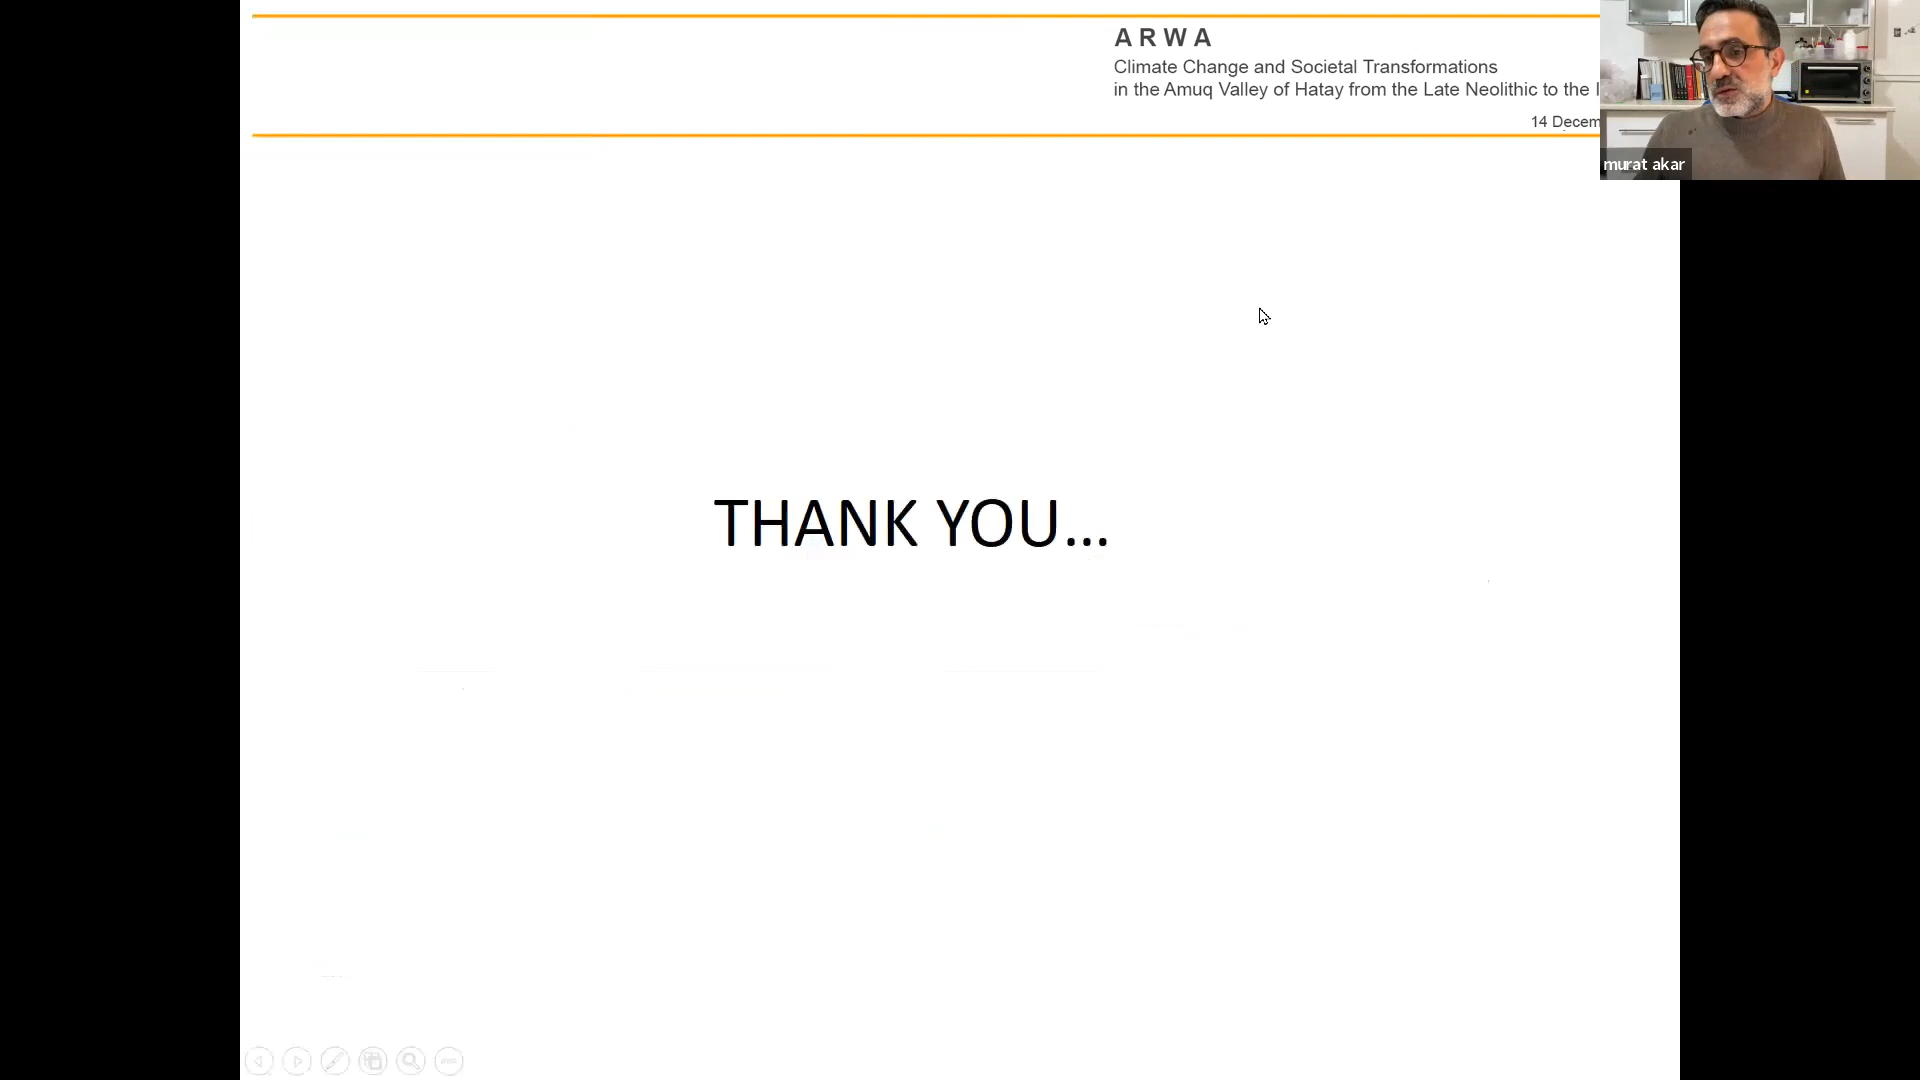 A R W A
Climate Change and Societal Transformations
in the Amuq Valley of Hatay from the Late Neolithic to the
14 Decem
murat akar
THANK YOU...